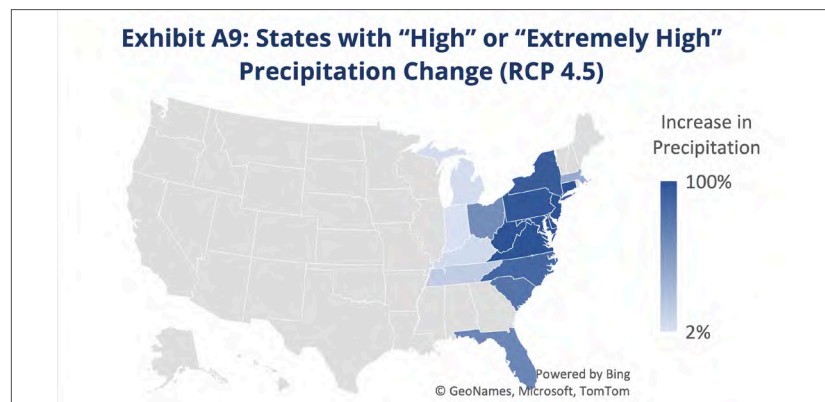 Exhibit A9: States with “High” or “Extremely High”
Precipitation Change (RCP 4.5)
Increase in
Precipitation
100%
2%
Powered by Bing
© GeoNames, Microsoft, TomTom